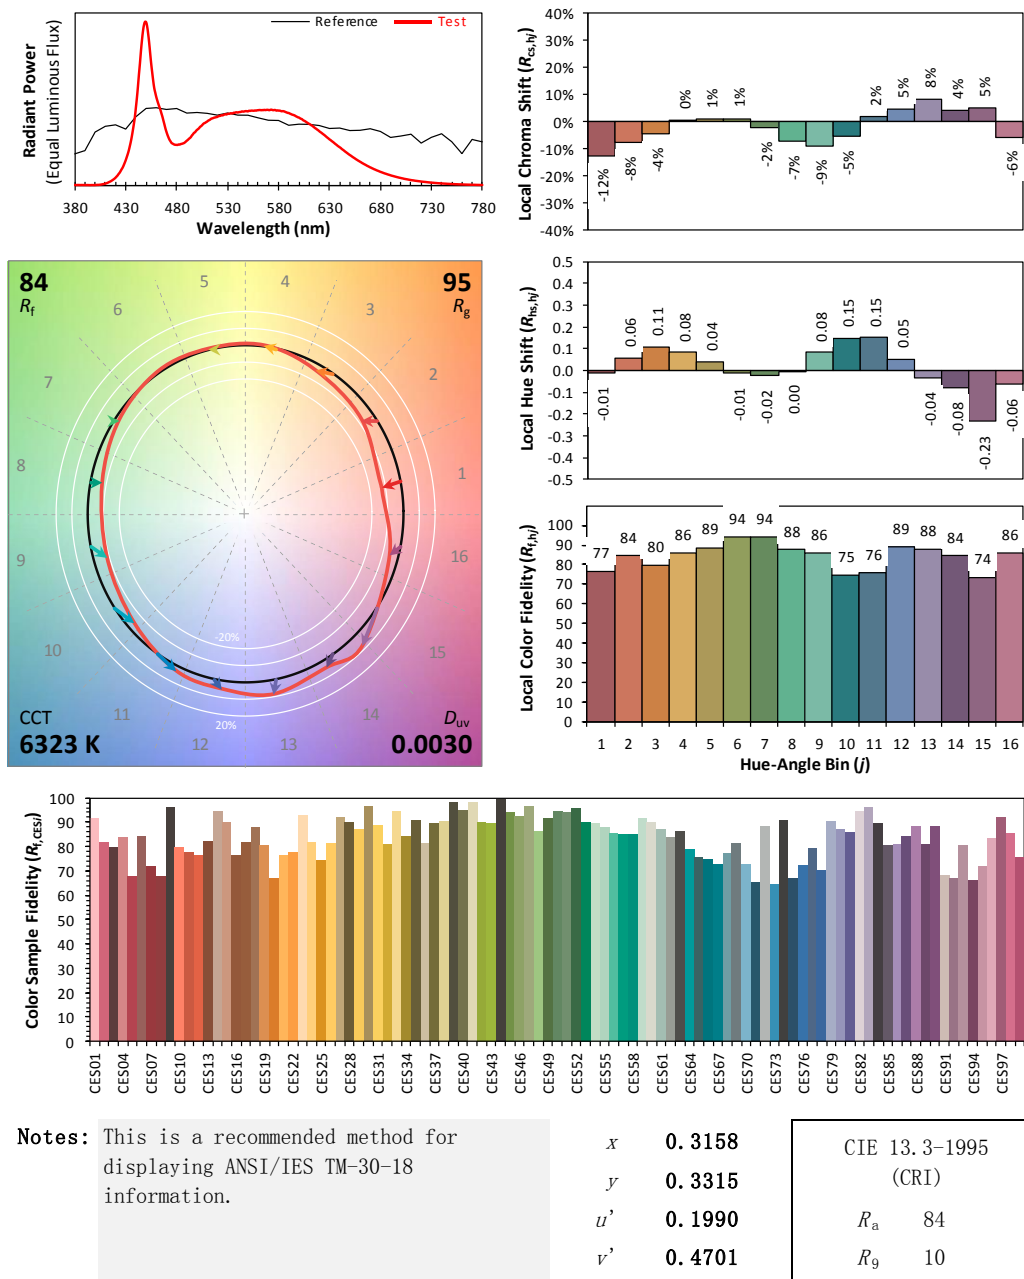 Reference
Test
Radiant Power
(Equal Luminous Flux)
380 430 480 530 580 630 680 730 780
Wavelength (nm)
Local Chroma Shift (Rcs,hj)
40%
30%
20%
10%
0%
-10%
-20%
-30%
-40%
-12% -8% -4% 0% 1% 1% -2% -7% -9% -5% 2% 5% 8% 4% 5% -6%
84
Rf
95
Rg
1
2
3
4
5
6
7
8
9
10
11
12
13
14
15
16
-20%
20%
CCT
6323 K
Duv
0.0030
Local Hue Shift (Rhs,hj)
0.5
0.4
0.3
0.2
0.1
0.0
-0.1
-0.2
-0.3
-0.4
-0.5
-0.01 0.06 0.11 0.08 0.04 -0.01 -0.02 0.00 0.08 0.15 0.15 0.05 -0.04 -0.08 -0.23 -0.06
Local Color Fidelity (Rf,hj)
100
90
80
70
60
50
40
30
20
10
0
77 84 80 86 89 94 94 88 86 75 76 89 88 84 74 86
1 2 3 4 5 6 7 8 9 10 11 12 13 14 15 16
Hue-Angle Bin (j)
Color Sample Fidelity (Rf,CESi)
100
90
80
70
60
50
40
30
20
10
0
CES01 CES04 CES07 CES10 CES13 CES16 CES19 CES22 CES25 CES28 CES31 CES34 CES37 CES40 CES43 CES46 CES49 CES52 CES55 CES58 CES61 CES64 CES67 CES70 CES73 CES76 CES79 CES82 CES85 CES88 CES91 CES94 CES97
Notes: This is a recommended method for
displaying ANSI/IES TM-30-18
information.
x 0.3158
y 0.3315
u' 0.1990
v' 0.4701
CIE 13.3-1995
(CRI)
Ra 84
R9 10